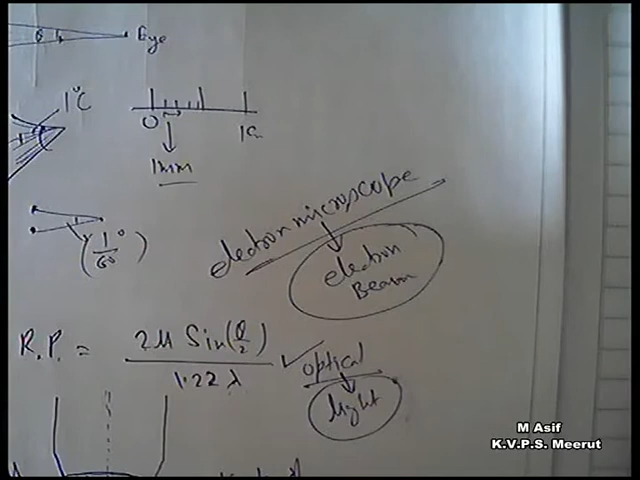 Eye
1°C
0 1Cm
1mm
electron microscope
electron
Beam
(1/60°)
R.P. = 2μ Sin(θ/2) / 1.22 λ
optical
light
M Asif
K.V.P.S. Meerut